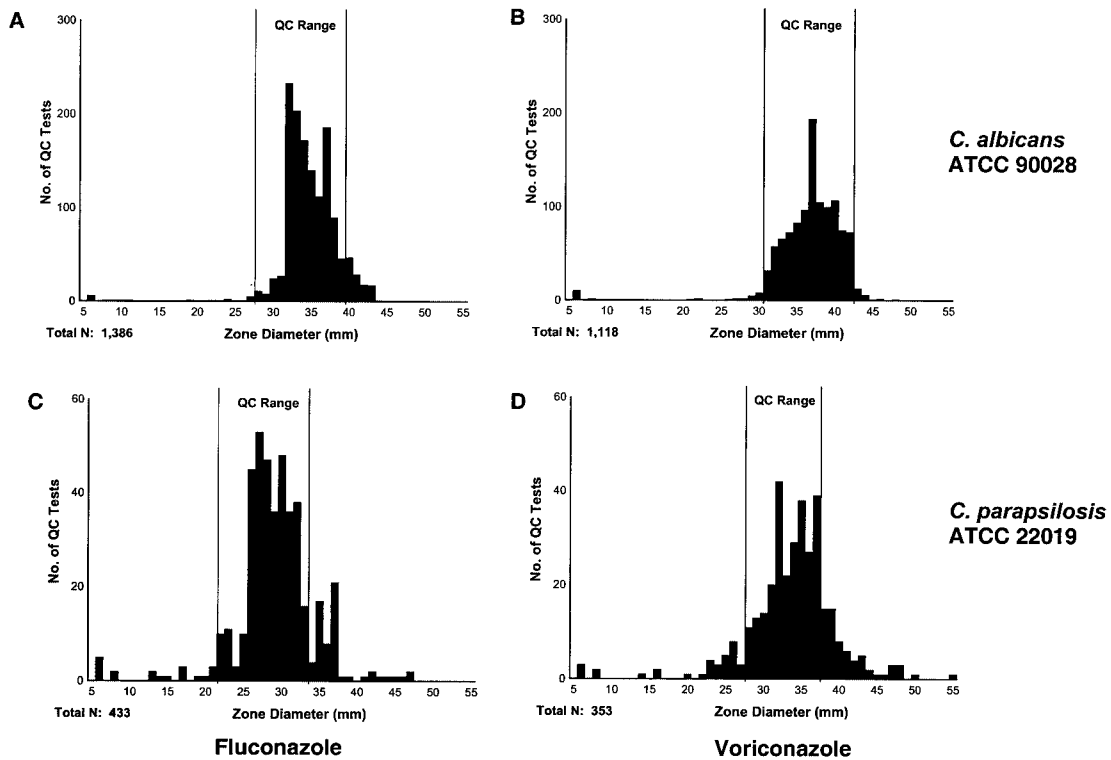 A
QC Range
No. of QC Tests
300
200
100
0
5 10 15 20 25 30 35 40 45 50 55
Total N: 1,386 Zone Diameter (mm)
B
QC Range
No. of QC Tests
300
200
100
0
5 10 15 20 25 30 35 40 45 50 55
Total N: 1,118 Zone Diameter (mm)
C. albicans
ATCC 90028
C
QC Range
No. of QC Tests
60
40
20
0
5 10 15 20 25 30 35 40 45 50 55
Total N: 433 Zone Diameter (mm)
Fluconazole
D
QC Range
No. of QC Tests
60
40
20
0
5 10 15 20 25 30 35 40 45 50 55
Total N: 353 Zone Diameter (mm)
Voriconazole
C. parapsilosis
ATCC 22019